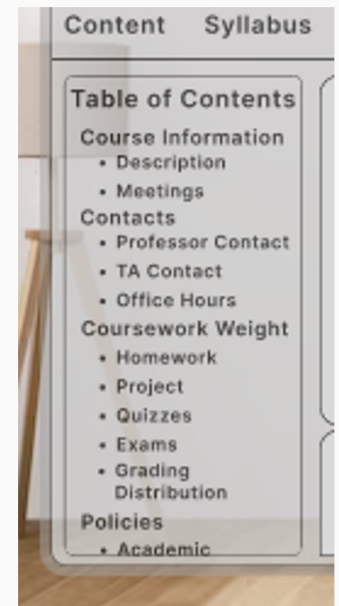 Content Syllabus
Table of Contents
Course Information
• Description
• Meetings
Contacts
• Professor Contact
• TA Contact
• Office Hours
Coursework Weight
• Homework
• Project
• Quizzes
• Exams
• Grading
Distribution
Policies
• Academic